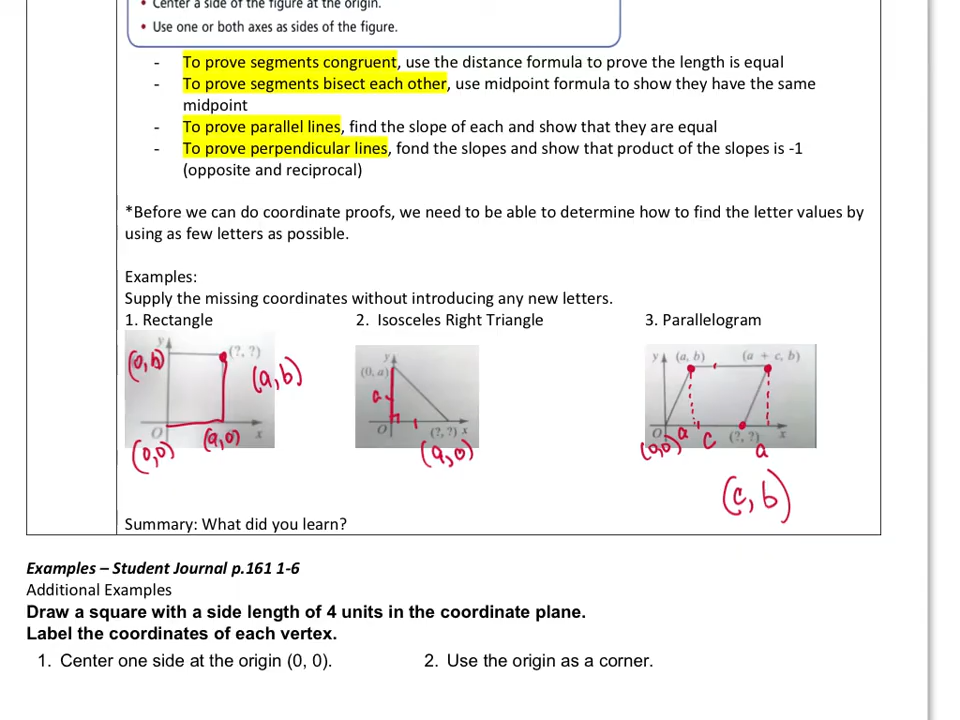 • Center a side of the figure at the origin.
• Use one or both axes as sides of the figure.
- To prove segments congruent, use the distance formula to prove the length is equal
- To prove segments bisect each other, use midpoint formula to show they have the same
midpoint
- To prove parallel lines, find the slope of each and show that they are equal
- To prove perpendicular lines, fond the slopes and show that product of the slopes is -1
(opposite and reciprocal)
*Before we can do coordinate proofs, we need to be able to determine how to find the letter values by
using as few letters as possible.
Examples:
Supply the missing coordinates without introducing any new letters.
1. Rectangle 2. Isosceles Right Triangle 3. Parallelogram
y (?, ?)
(0, b)
(a, b)
O (a, 0) x
(0,0)
y
(0, a)
a
O (?, ?) x
(a, 0)
y (a, b) (a + c, b)
O a c (?, ?) x
(0,0) a
(c, b)
Summary: What did you learn?
Examples – Student Journal p.161 1-6
Additional Examples
Draw a square with a side length of 4 units in the coordinate plane.
Label the coordinates of each vertex.
1. Center one side at the origin (0, 0). 2. Use the origin as a corner.